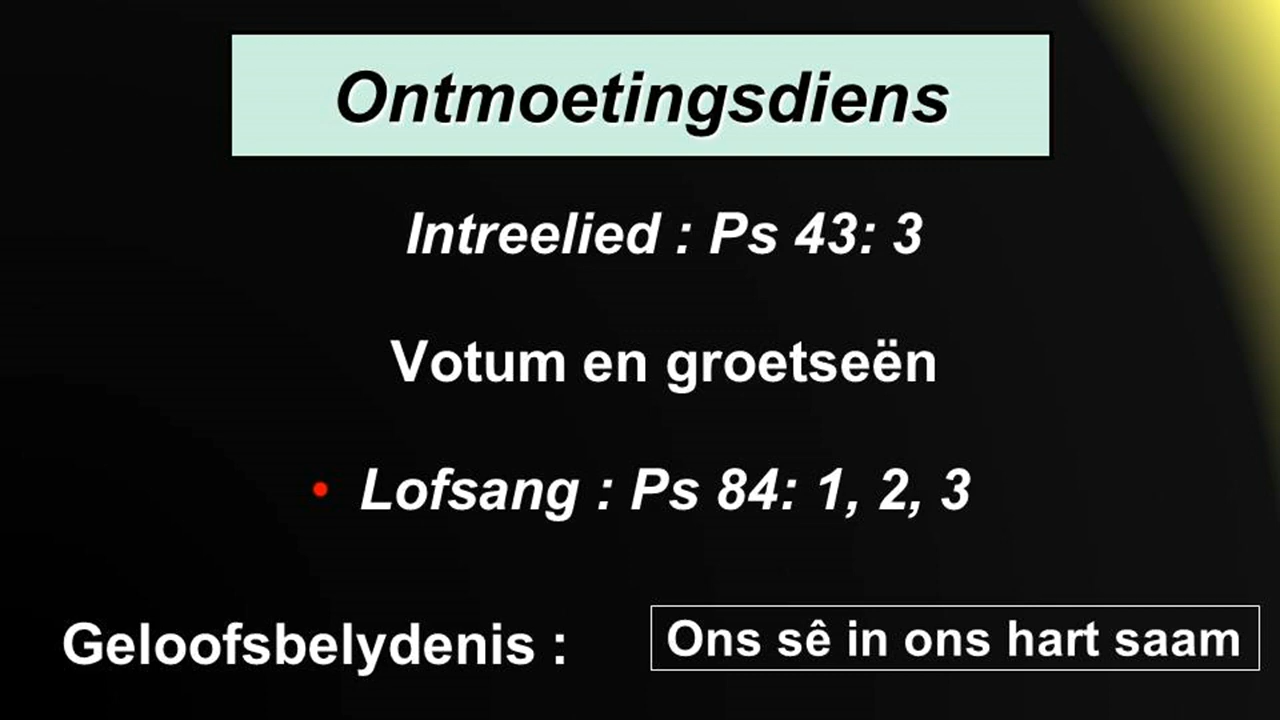 Ontmoetingsdiens
Intreelied : Ps 43: 3
Votum en groetseën
• Lofsang : Ps 84: 1, 2, 3
Geloofsbelydenis : Ons sê in ons hart saam